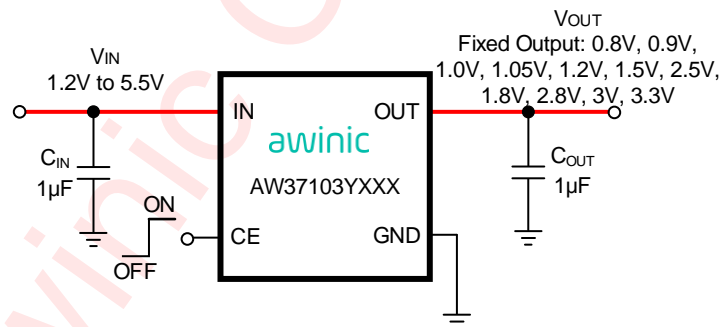 VOUT
Fixed Output: 0.8V, 0.9V,
1.0V, 1.05V, 1.2V, 1.5V, 2.5V,
1.8V, 2.8V, 3V, 3.3V
VIN
1.2V to 5.5V
IN
OUT
awinic
AW37103YXXX
CIN
1µF
COUT
1µF
ON
OFF
CE
GND